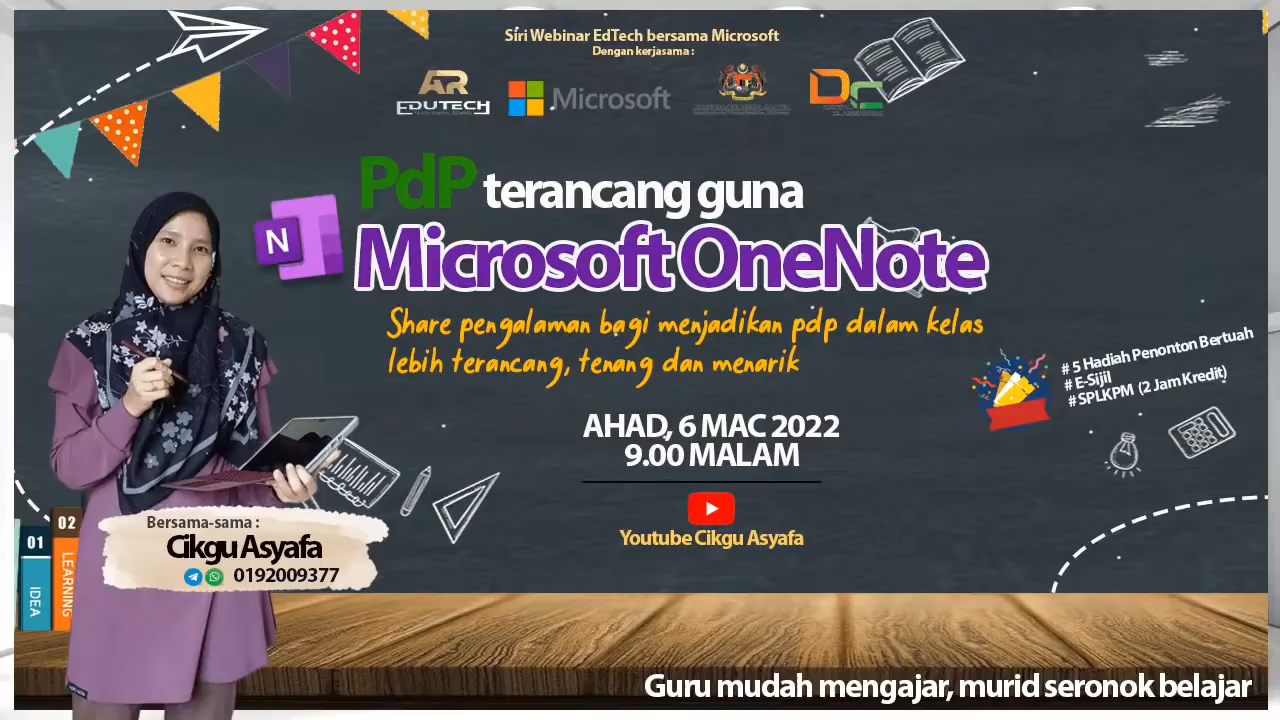 Siri Webinar EdTech bersama Microsoft
Dengan kerjasama :
AR
EDUTECH
Microsoft
DC
PdP terancang guna
N
Microsoft OneNote
Share pengalaman bagi menjadikan pdp dalam kelas
lebih terancang, tenang dan menarik
# 5 Hadiah Penonton Bertuah
# E-Sijil
# SPLKPM (2 Jam Kredit)
AHAD, 6 MAC 2022
9.00 MALAM
Youtube Cikgu Asyafa
Bersama-sama :
Cikgu Asyafa
0192009377
01
IDEA
02
LEARNING
Guru mudah mengajar, murid seronok belajar